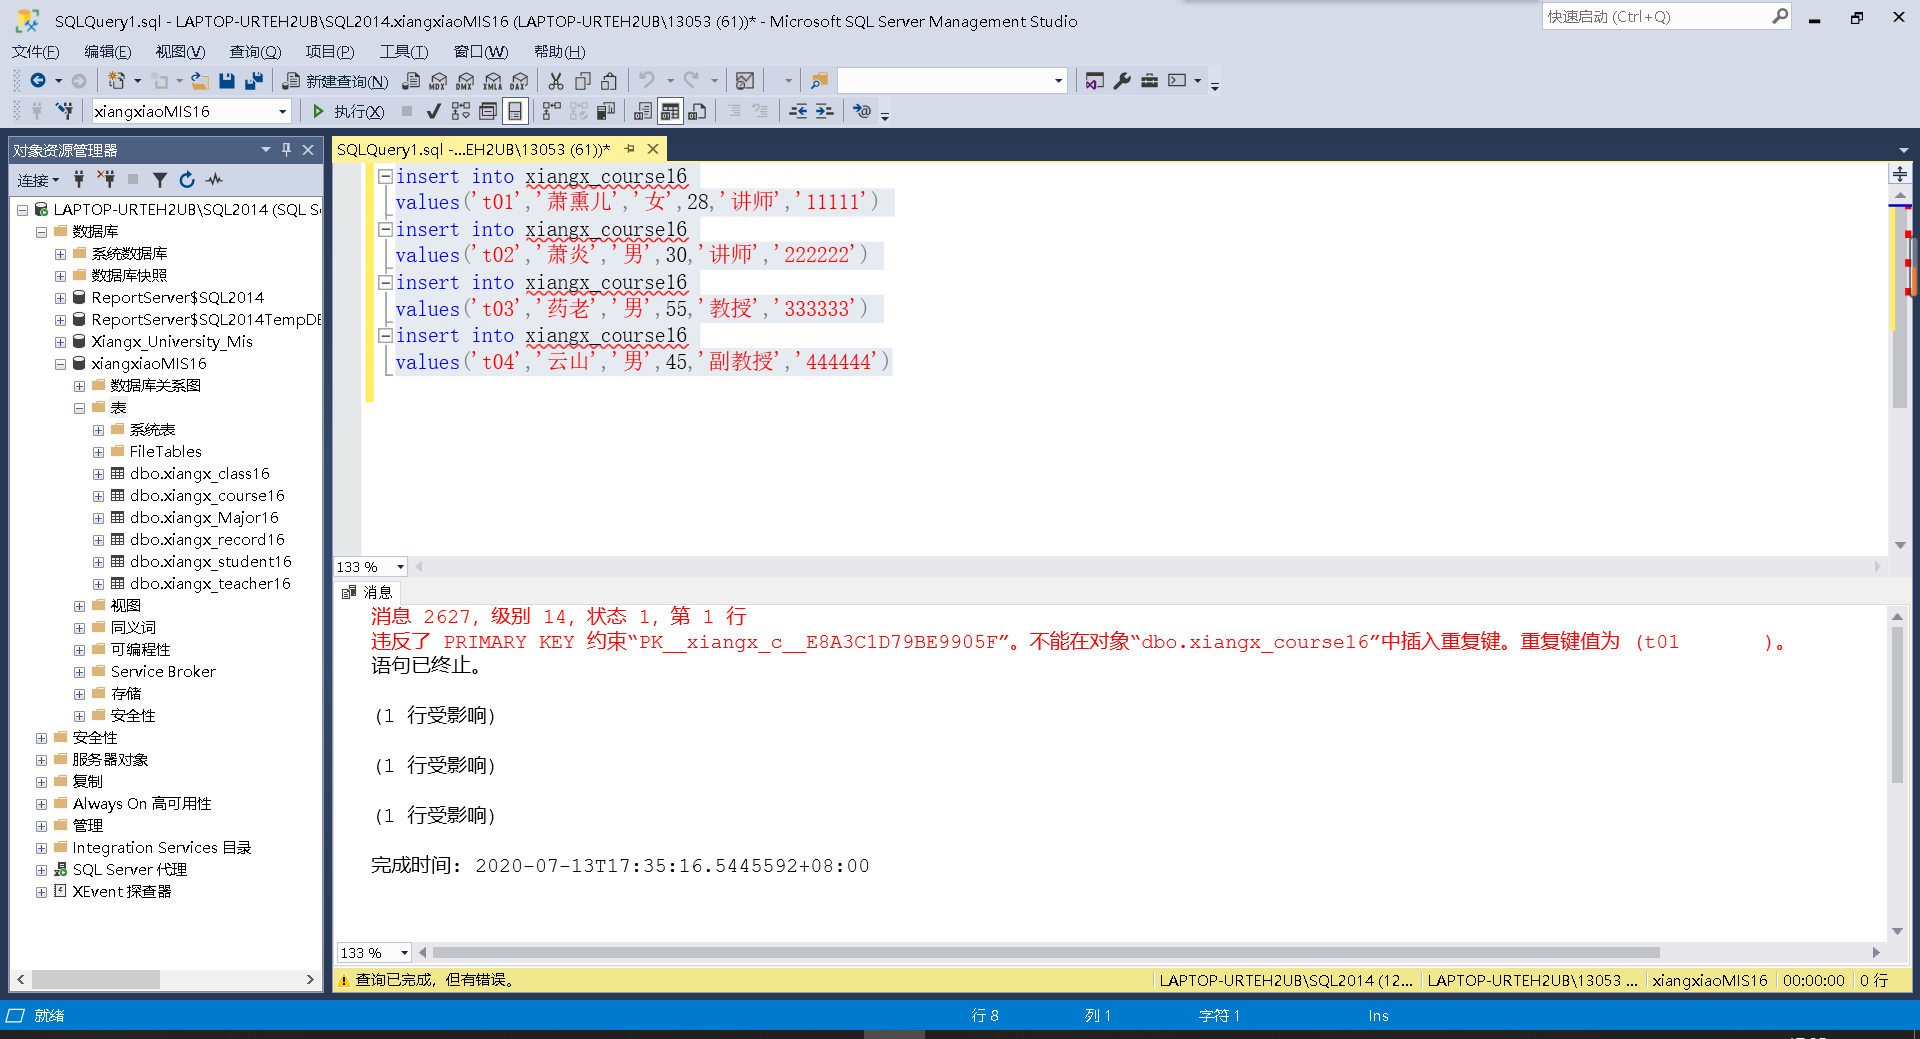 SQLQuery1.sql - LAPTOP-URTEH2UB\SQL2014.xiangxiaoMIS16 (LAPTOP-URTEH2UB\13053 (61))* - Microsoft SQL Server Management Studio
快速启动 (Ctrl+Q)
文件(F) 编辑(E) 视图(V) 查询(Q) 项目(P) 工具(T) 窗口(W) 帮助(H)
新建查询(N) MDX DMX XMLA DAX
xiangxiaoMIS16 执行(X)
对象资源管理器
连接
LAPTOP-URTEH2UB\SQL2014 (SQL S
数据库
系统数据库
数据库快照
ReportServer$SQL2014
ReportServer$SQL2014TempDB
Xiangx_University_Mis
xiangxiaoMIS16
数据库关系图
表
系统表
FileTables
dbo.xiangx_class16
dbo.xiangx_course16
dbo.xiangx_Major16
dbo.xiangx_record16
dbo.xiangx_student16
dbo.xiangx_teacher16
视图
同义词
可编程性
Service Broker
存储
安全性
安全性
服务器对象
复制
Always On 高可用性
管理
Integration Services 目录
SQL Server 代理
XEvent 探查器
SQLQuery1.sql -...EH2UB\13053 (61))*
insert into xiangx_course16
values('t01','萧熏儿','女',28,'讲师','11111')
insert into xiangx_course16
values('t02','萧炎','男',30,'讲师','222222')
insert into xiangx_course16
values('t03','药老','男',55,'教授','333333')
insert into xiangx_course16
values('t04','云山','男',45,'副教授','444444')
133 %
消息
消息 2627, 级别 14, 状态 1, 第 1 行
违反了 PRIMARY KEY 约束“PK__xiangx_c__E8A3C1D79BE9905F”。不能在对象“dbo.xiangx_course16”中插入重复键。重复键值为 (t01       )。
语句已终止。
(1 行受影响)
(1 行受影响)
(1 行受影响)
完成时间: 2020-07-13T17:35:16.5445592+08:00
133 %
查询已完成，但有错误。 LAPTOP-URTEH2UB\SQL2014 (12... LAPTOP-URTEH2UB\13053 ... xiangxiaoMIS16 00:00:00 0 行
就绪 行 8 列 1 字符 1 Ins